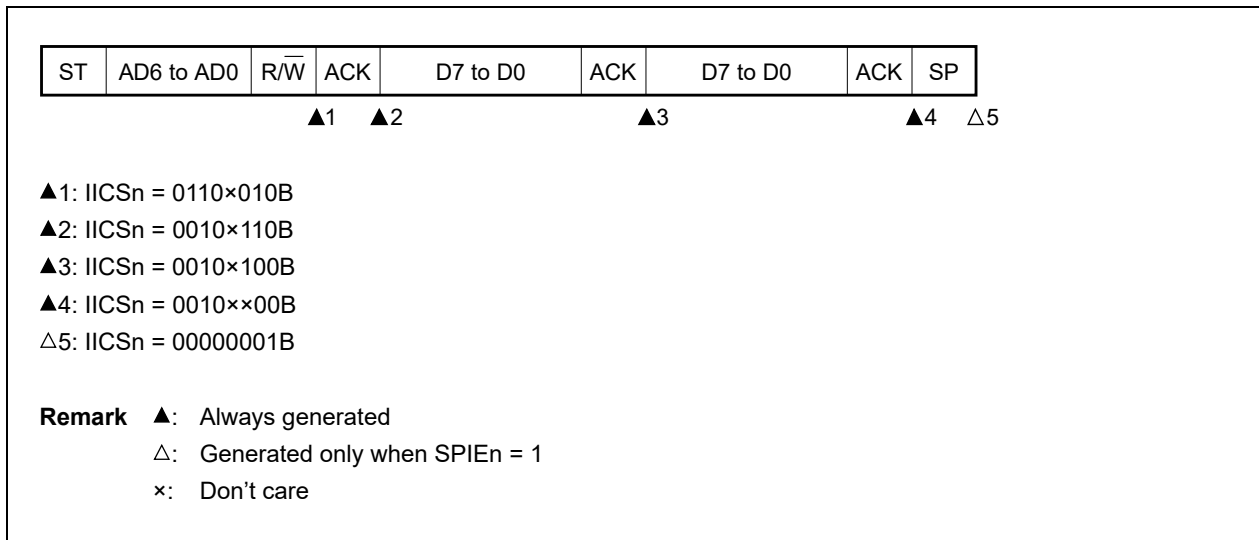 ST AD6 to AD0 R/W̅ ACK D7 to D0 ACK D7 to D0 ACK SP
▲1 ▲2 ▲3 ▲4 △5
▲1: IICSn = 0110×010B
▲2: IICSn = 0010×110B
▲3: IICSn = 0010×100B
▲4: IICSn = 0010××00B
△5: IICSn = 00000001B
Remark ▲: Always generated
△: Generated only when SPIEn = 1
×: Don’t care